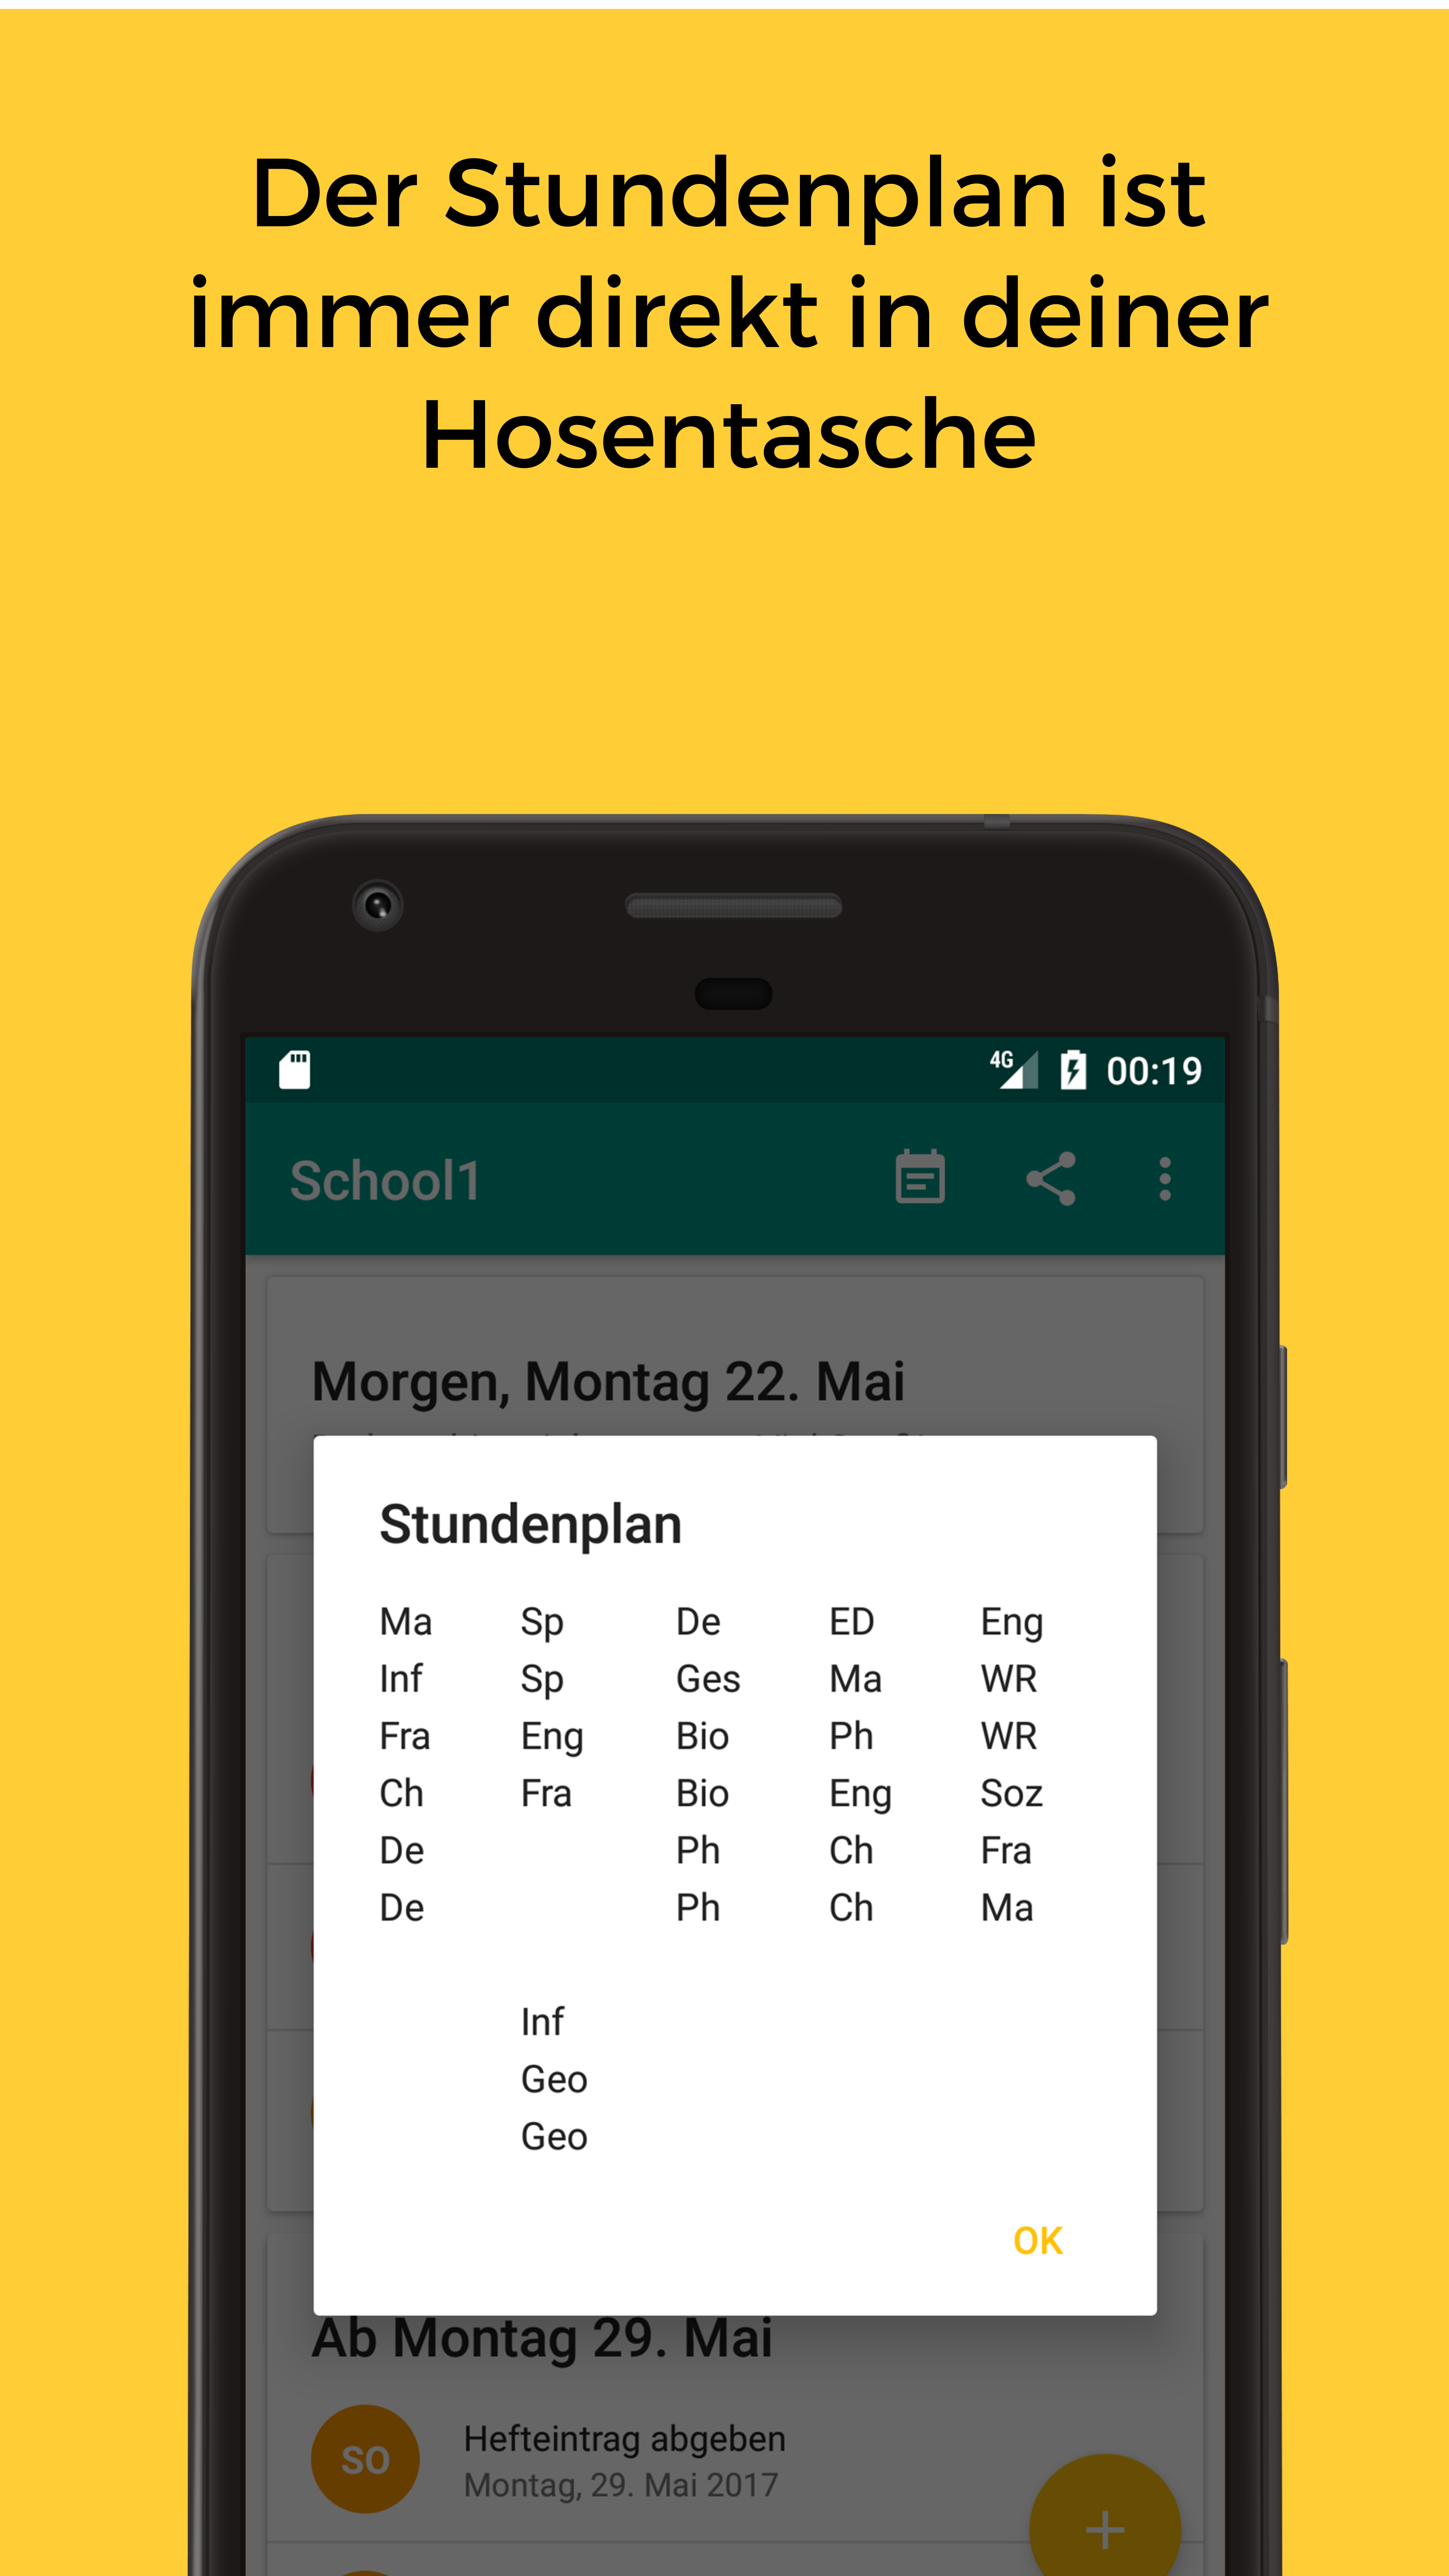 Der Stundenplan ist
immer direkt in deiner
Hosentasche
4G 00:19
School1
Morgen, Montag 22. Mai
Stundenplan
Ma Sp De ED Eng
Inf Sp Ges Ma WR
Fra Eng Bio Ph WR
Ch Fra Bio Eng Soz
De Ph Ch Fra
De Ph Ch Ma
Inf
Geo
Geo
OK
Ab Montag 29. Mai
SO Hefteintrag abgeben
Montag, 29. Mai 2017
+